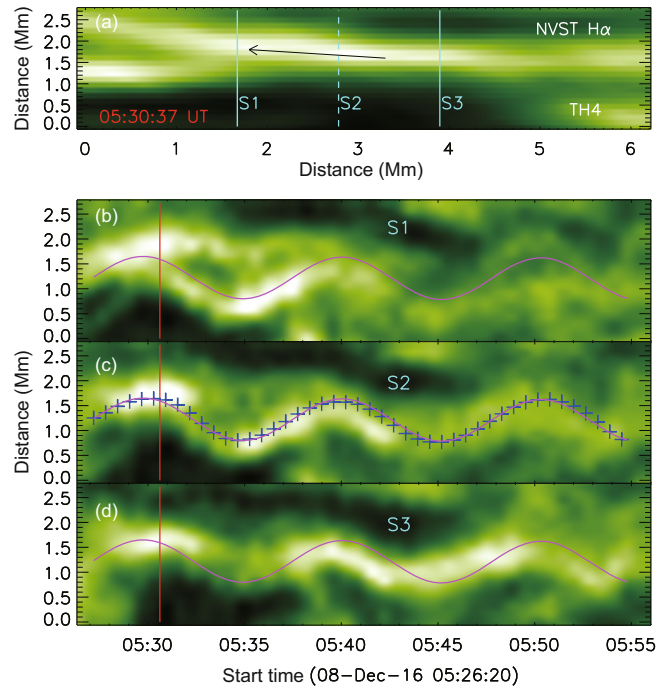 (a)
NVST Hα
Distance (Mm)
2.5
2.0
1.5
1.0
0.5
0.0
S1
S2
S3
05:30:37 UT
TH4
0
1
2
3
4
5
6
Distance (Mm)
(b)
S1
2.5
2.0
1.5
1.0
0.5
0.0
(c)
S2
Distance (Mm)
2.5
2.0
1.5
1.0
0.5
0.0
(d)
S3
2.5
2.0
1.5
1.0
0.5
0.0
05:30
05:35
05:40
05:45
05:50
05:55
Start time (08-Dec-16 05:26:20)